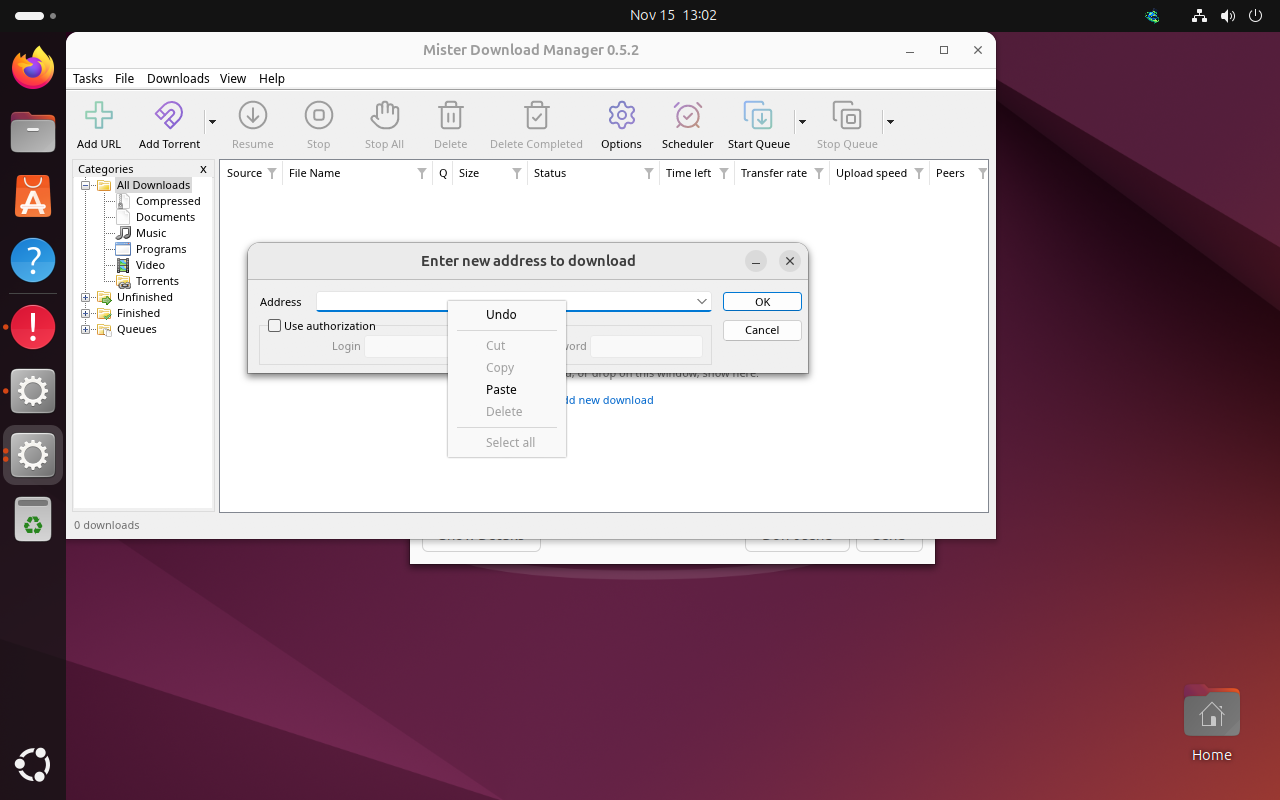 Nov 15  13:02
Mister Download Manager 0.5.2
Tasks File Downloads View Help
Add URL Add Torrent Resume Stop Stop All Delete Delete Completed Options Scheduler Start Queue Stop Queue
Categories x
Source File Name Q Size Status Time left Transfer rate Upload speed Peers
All Downloads
Compressed
Documents
Music
Programs
Video
Torrents
Unfinished
Finished
Queues
Enter new address to download
Address
OK
Use authorization
Cancel
Login
Undo
Cut
Copy
Paste
Delete
Select all
or drop on this window, show here.
new download
0 downloads
Home